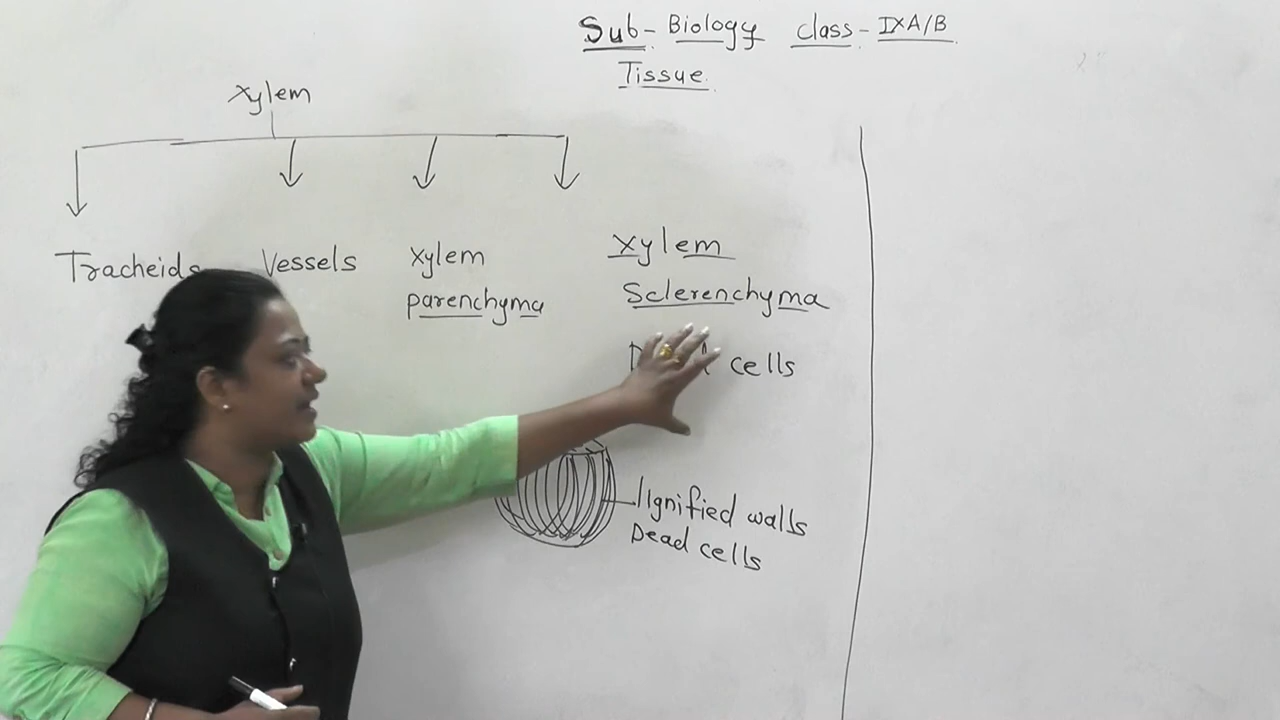 Sub- Biology class - IXA/B
Tissue.
Xylem
Tracheids Vessels Xylem parenchyma
Xylem Sclerenchyma
cells
lignified walls
Dead cells